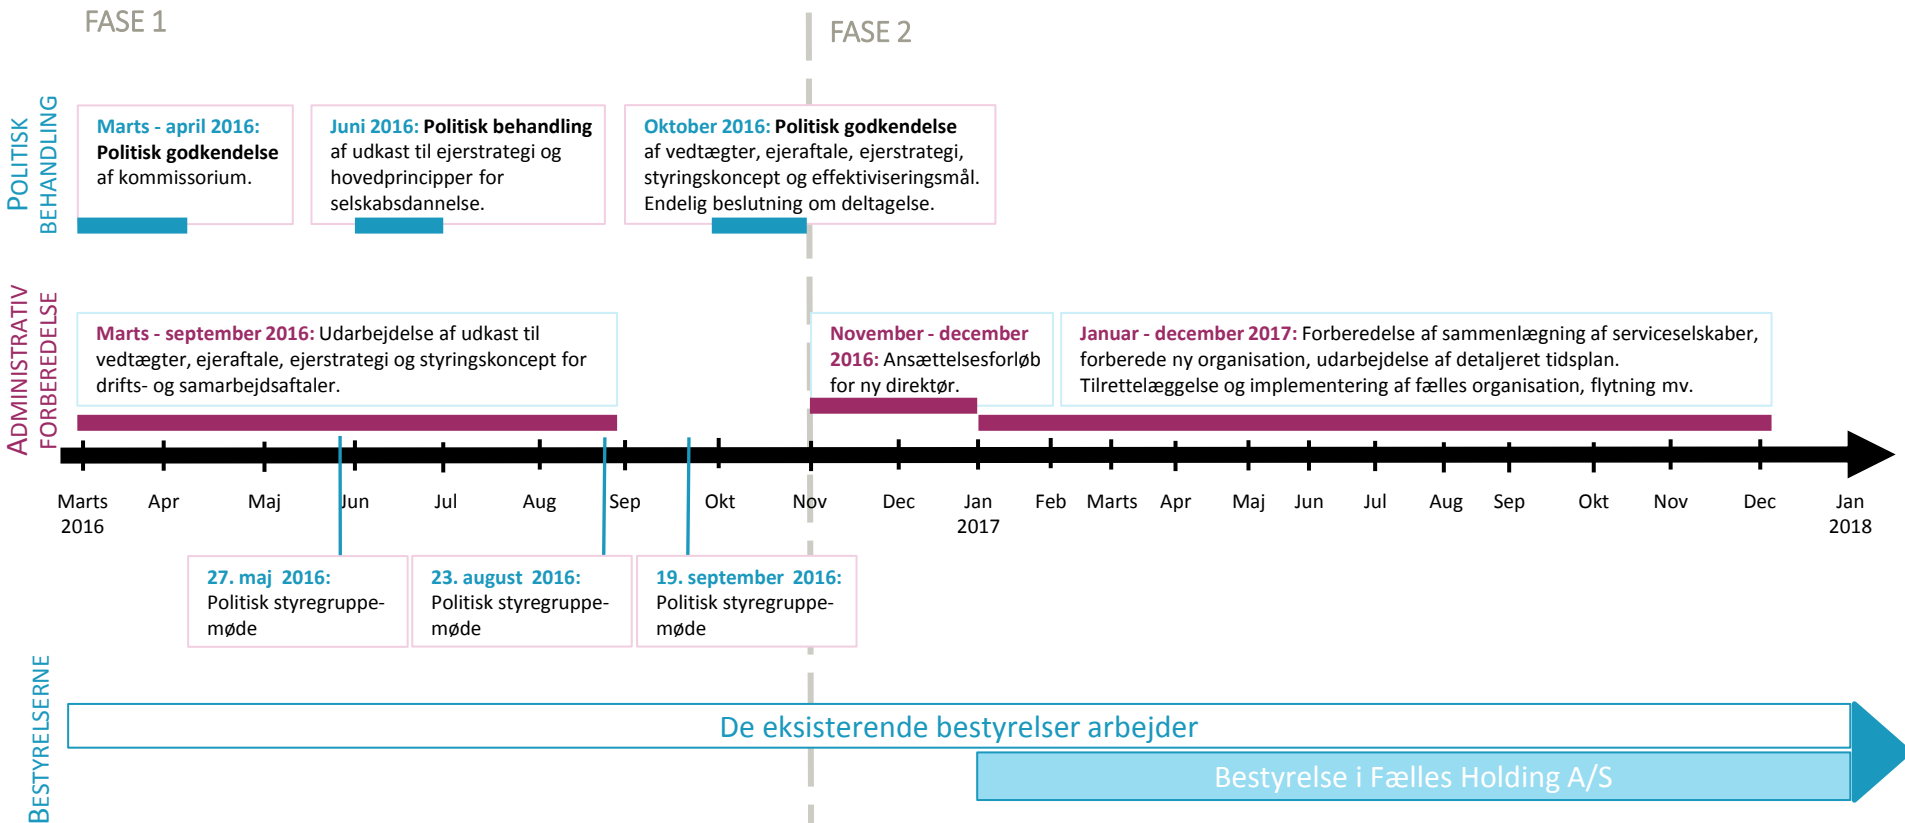 FASE 1
FASE 2
POLITISK
BEHANDLING
Marts - april 2016:
Politisk godkendelse
af kommissorium.
Juni 2016: Politisk behandling
af udkast til ejerstrategi og
hovedprincipper for
selskabsdannelse.
Oktober 2016: Politisk godkendelse
af vedtægter, ejeraftale, ejerstrategi,
styringskoncept og effektiviseringsmål.
Endelig beslutning om deltagelse.
ADMINISTRATIV
FORBEREDELSE
Marts - september 2016: Udarbejdelse af udkast til
vedtægter, ejeraftale, ejerstrategi og styringskoncept for
drifts- og samarbejdsaftaler.
November - december
2016: Ansættelsesforløb
for ny direktør.
Januar - december 2017: Forberedelse af sammenlægning af serviceselskaber,
forberede ny organisation, udarbejdelse af detaljeret tidsplan.
Tilrettelæggelse og implementering af fælles organisation, flytning mv.
Marts Apr Maj Jun Jul Aug Sep Okt Nov Dec Jan Feb Marts Apr Maj Jun Jul Aug Sep Okt Nov Dec Jan
2016 2017 2018
27. maj 2016:
Politisk styregruppe-
møde
23. august 2016:
Politisk styregruppe-
møde
19. september 2016:
Politisk styregruppe-
møde
BESTYRELSERNE
De eksisterende bestyrelser arbejder
Bestyrelse i Fælles Holding A/S